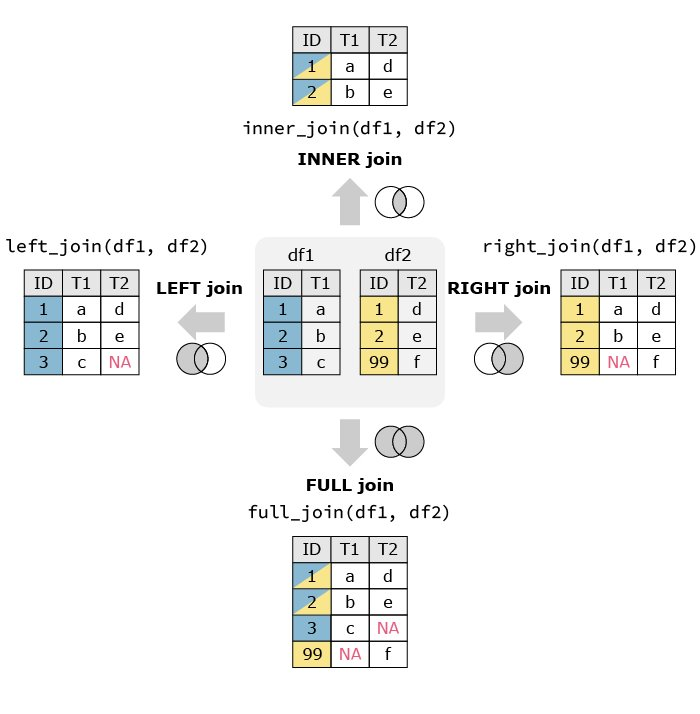 ID T1 T2
1 a d
2 b e
inner_join(df1, df2)
INNER join
left_join(df1, df2)
ID T1 T2
1 a d
2 b e
3 c NA
LEFT join
df1
ID T1
1 a
2 b
3 c
df2
ID T2
1 d
2 e
99 f
RIGHT join
right_join(df1, df2)
ID T1 T2
1 a d
2 b e
99 NA f
FULL join
full_join(df1, df2)
ID T1 T2
1 a d
2 b e
3 c NA
99 NA f